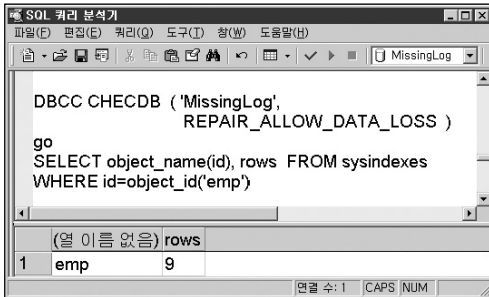 SQL 쿼리 분석기
파일(F) 편집(E) 쿼리(Q) 도구(T) 창(W) 도움말(H)
MissingLog
DBCC CHECDB ( 'MissingLog',
REPAIR_ALLOW_DATA_LOSS )
go
SELECT object_name(id), rows FROM sysindexes
WHERE id=object_id('emp')
(열 이름 없음) rows
1 emp 9
연결 수: 1 CAPS NUM